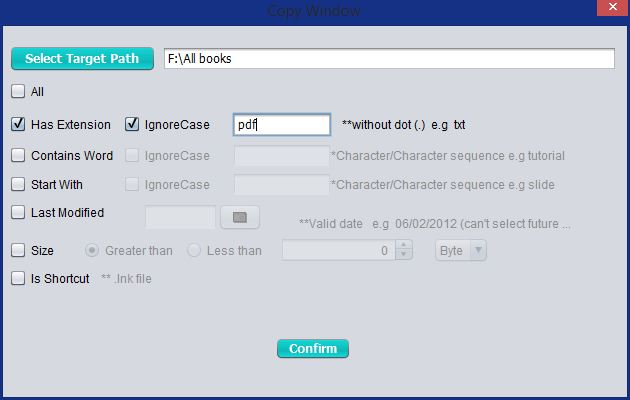 Copy Window
Select Target Path F:\All books
All
Has Extension IgnoreCase pdf **without dot (.) e.g txt
Contains Word IgnoreCase *Character/Character sequence e.g tutorial
Start With IgnoreCase *Character/Character sequence e.g slide
Last Modified **Valid date e.g 06/02/2012 (can't select future ...
Size Greater than Less than 0 Byte
Is Shortcut ** .lnk file
Confirm